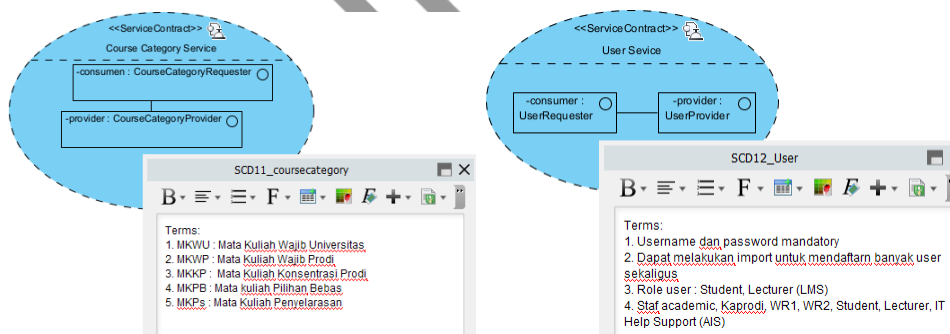 <<ServiceContract>>
Course Category Service
-consumen : CourseCategoryRequester
-provider : CourseCategoryProvider
SCD11_coursecategory
B F F
Terms:
1. MKWU : Mata Kuliah Wajib Universitas
2. MKWP : Mata Kuliah Wajib Prodi
3. MKKP : Mata Kuliah Konsentrasi Prodi
4. MKPB : Mata kuliah Pilihan Bebas
5. MKPs : Mata Kuliah Penyelarasan
<<ServiceContract>>
User Sevice
-consumer :
UserRequester
-provider :
UserProvider
SCD12_User
B F F
Terms:
1. Username dan password mandatory
2. Dapat melakukan import untuk mendaftarn banyak user
sekaligus
3. Role user : Student, Lecturer (LMS)
4. Staf academic, Kaprodi, WR1, WR2, Student, Lecturer, IT
Help Support (AIS)